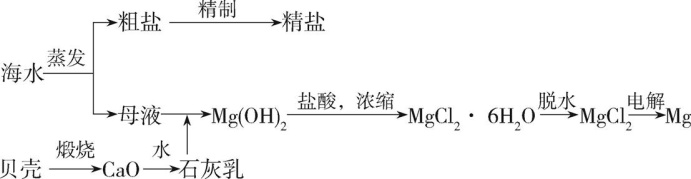 粗盐 精制 精盐
海水 蒸发
母液 Mg(OH)₂ 盐酸，浓缩 MgCl₂·6H₂O 脱水 MgCl₂ 电解 Mg
贝壳 煅烧 CaO 水 石灰乳